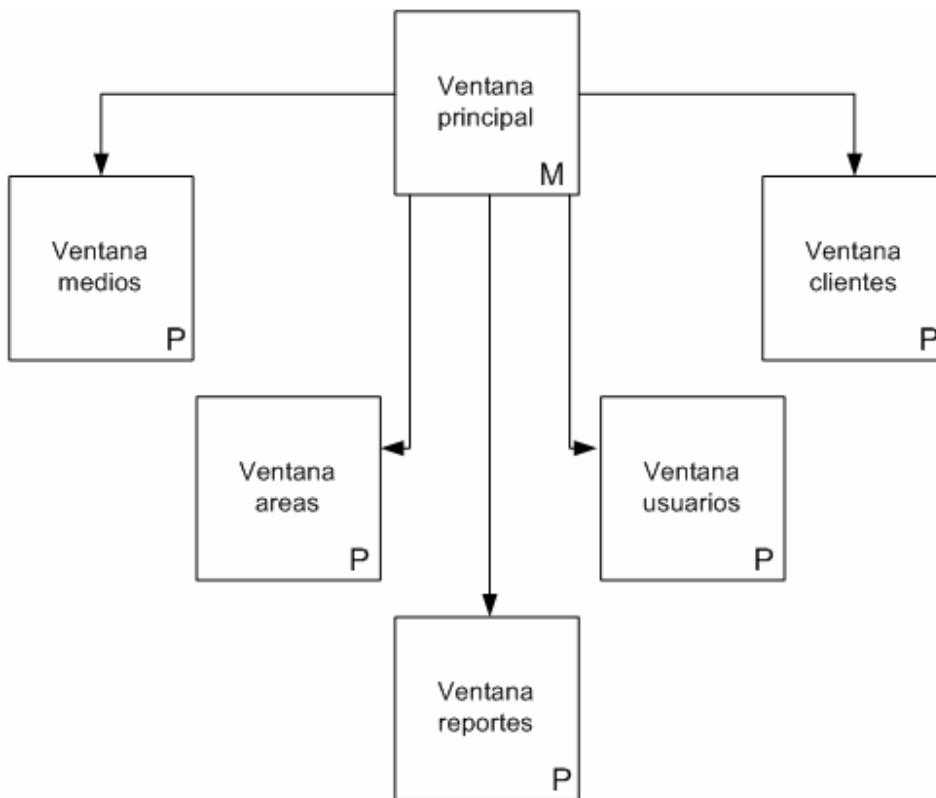 Ventana
principal
M
Ventana
medios
P
Ventana
clientes
P
Ventana
areas
P
Ventana
usuarios
P
Ventana
reportes
P